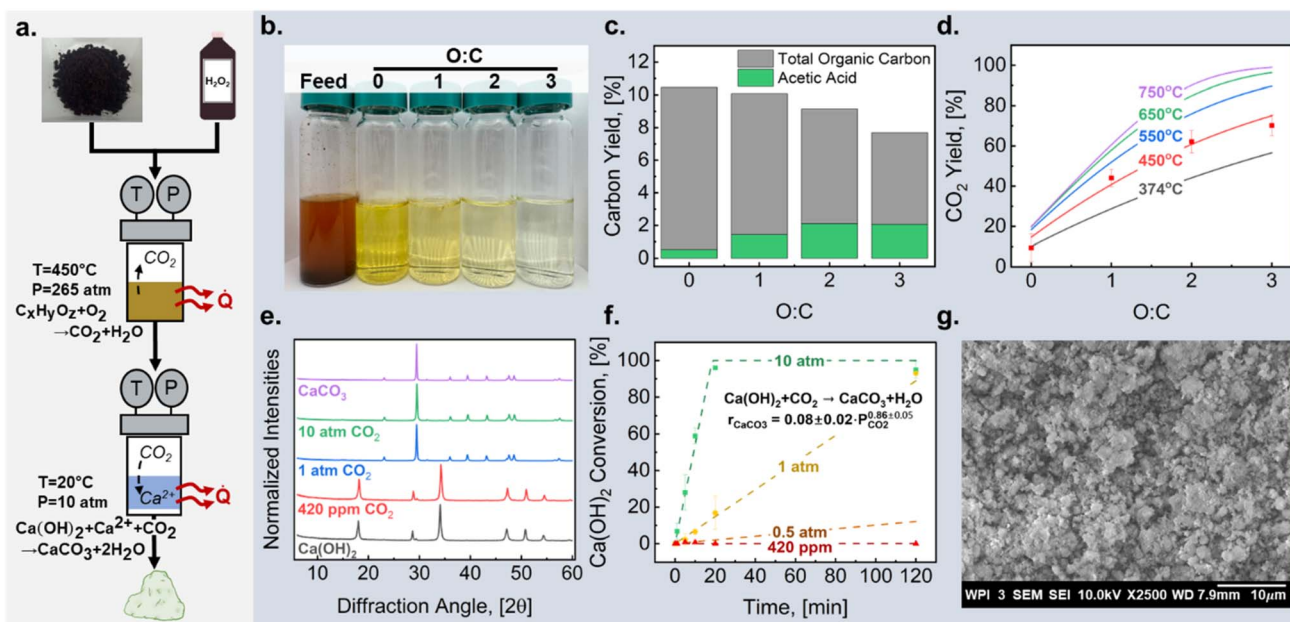 a.
H₂O₂
T P
CO₂
T=450°C
P=265 atm
CₓHᵧO𝓏+O₂
→CO₂+H₂O
Q̇
T P
CO₂
Ca²⁺
T=20°C
P=10 atm
Q̇
Ca(OH)₂+Ca²⁺+CO₂
→CaCO₃+2H₂O
b.
O:C
Feed 0 1 2 3
c.
Carbon Yield, [%]
12
10
8
6
4
2
0
Total Organic Carbon
Acetic Acid
0 1 2 3
O:C
d.
CO₂ Yield, [%]
100
80
60
40
20
0
750°C
650°C
550°C
450°C
374°C
0 1 2 3
O:C
e.
Normalized Intensities
CaCO₃
10 atm CO₂
1 atm CO₂
420 ppm CO₂
Ca(OH)₂
10 20 30 40 50 60
Diffraction Angle, [2θ]
f.
Ca(OH)₂ Conversion, [%]
100
80
60
40
20
0
10 atm
Ca(OH)₂+CO₂ → CaCO₃+H₂O
r_CaCO3 = 0.08±0.02·P_CO2^0.86±0.05
1 atm
0.5 atm
420 ppm
0 20 40 60 80 100 120
Time, [min]
g.
WPI 3 SEM SEI 10.0kV X2500 WD 7.9mm 10μm